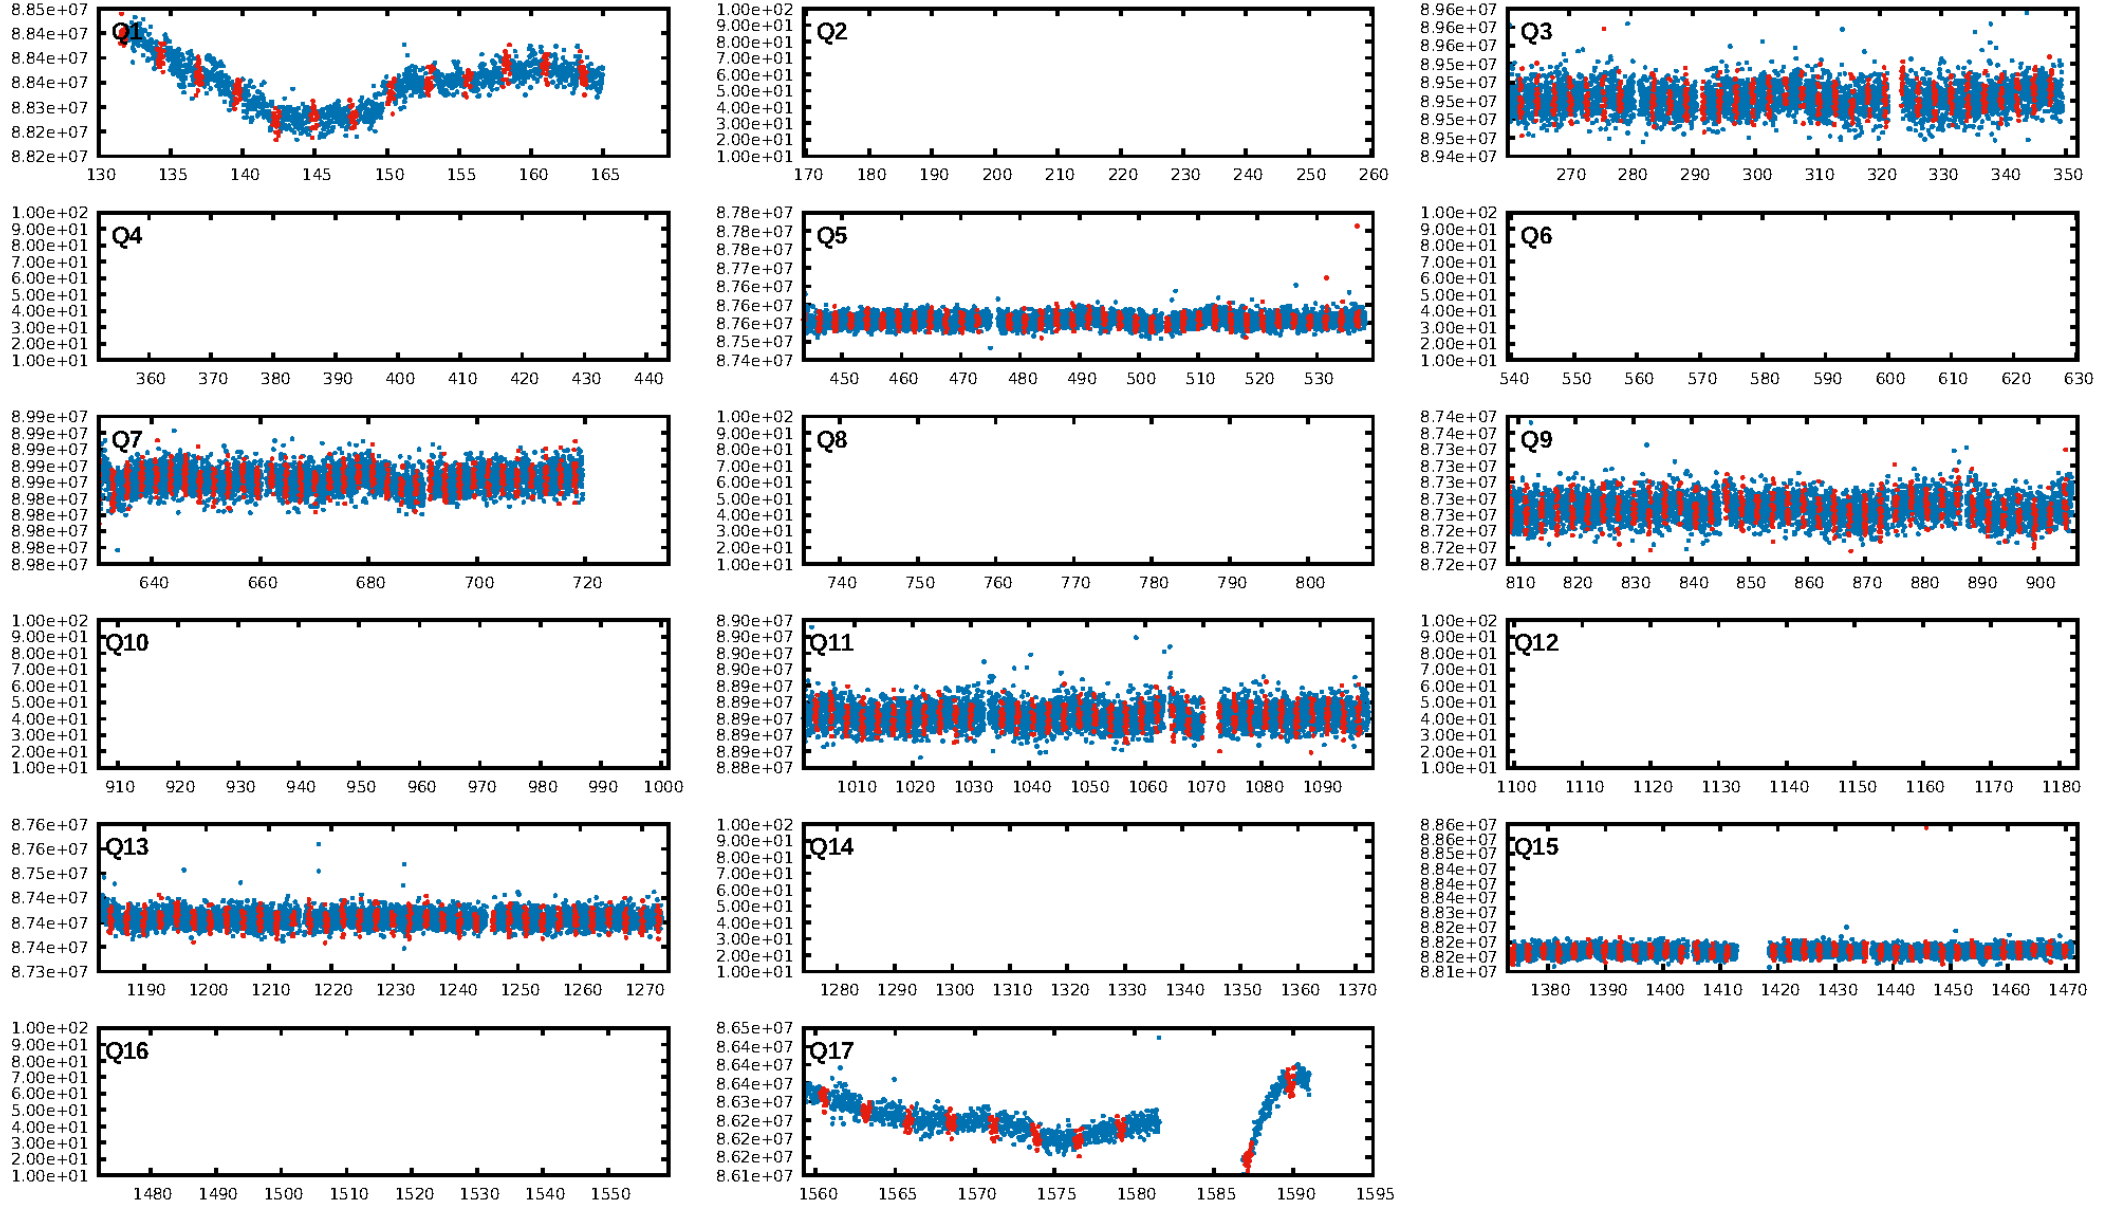 8.85e+07 8.84e+07 8.84e+07 8.84e+07 8.83e+07 8.82e+07 8.82e+07
Q1
130 135 140 145 150 155 160 165
1.00e+02 9.00e+01 8.00e+01 7.00e+01 6.00e+01 5.00e+01 4.00e+01 3.00e+01 2.00e+01 1.00e+01
Q2
170 180 190 200 210 220 230 240 250 260
8.96e+07 8.96e+07 8.96e+07 8.95e+07 8.95e+07 8.95e+07 8.95e+07 8.95e+07 8.94e+07
Q3
270 280 290 300 310 320 330 340 350
1.00e+02 9.00e+01 8.00e+01 7.00e+01 6.00e+01 5.00e+01 4.00e+01 3.00e+01 2.00e+01 1.00e+01
Q4
360 370 380 390 400 410 420 430 440
8.78e+07 8.78e+07 8.77e+07 8.77e+07 8.76e+07 8.76e+07 8.76e+07 8.75e+07 8.74e+07
Q5
450 460 470 480 490 500 510 520 530
1.00e+02 9.00e+01 8.00e+01 7.00e+01 6.00e+01 5.00e+01 4.00e+01 3.00e+01 2.00e+01 1.00e+01
Q6
540 550 560 570 580 590 600 610 620 630
8.99e+07 8.99e+07 8.99e+07 8.99e+07 8.99e+07 8.98e+07 8.98e+07 8.98e+07 8.98e+07
Q7
640 660 680 700 720
1.00e+02 9.00e+01 8.00e+01 7.00e+01 6.00e+01 5.00e+01 4.00e+01 3.00e+01 2.00e+01 1.00e+01
Q8
740 750 760 770 780 790 800
8.74e+07 8.74e+07 8.73e+07 8.73e+07 8.73e+07 8.73e+07 8.72e+07 8.72e+07 8.72e+07
Q9
810 820 830 840 850 860 870 880 890 900
1.00e+02 9.00e+01 8.00e+01 7.00e+01 6.00e+01 5.00e+01 4.00e+01 3.00e+01 2.00e+01 1.00e+01
Q10
910 920 930 940 950 960 970 980 990 1000
8.90e+07 8.90e+07 8.90e+07 8.90e+07 8.89e+07 8.89e+07 8.89e+07 8.89e+07 8.88e+07
Q11
1010 1020 1030 1040 1050 1060 1070 1080 1090
1.00e+02 9.00e+01 8.00e+01 7.00e+01 6.00e+01 5.00e+01 4.00e+01 3.00e+01 2.00e+01 1.00e+01
Q12
1100 1110 1120 1130 1140 1150 1160 1170 1180
8.76e+07 8.76e+07 8.75e+07 8.74e+07 8.74e+07 8.74e+07 8.73e+07
Q13
1190 1200 1210 1220 1230 1240 1250 1260 1270
1.00e+02 9.00e+01 8.00e+01 7.00e+01 6.00e+01 5.00e+01 4.00e+01 3.00e+01 2.00e+01 1.00e+01
Q14
1280 1290 1300 1310 1320 1330 1340 1350 1360 1370
8.86e+07 8.86e+07 8.85e+07 8.84e+07 8.84e+07 8.84e+07 8.83e+07 8.83e+07 8.82e+07 8.82e+07 8.81e+07
Q15
1380 1390 1400 1410 1420 1430 1440 1450 1460 1470
1.00e+02 9.00e+01 8.00e+01 7.00e+01 6.00e+01 5.00e+01 4.00e+01 3.00e+01 2.00e+01 1.00e+01
Q16
1480 1490 1500 1510 1520 1530 1540 1550
8.65e+07 8.64e+07 8.64e+07 8.64e+07 8.63e+07 8.62e+07 8.62e+07 8.62e+07 8.61e+07
Q17
1560 1565 1570 1575 1580 1585 1590 1595